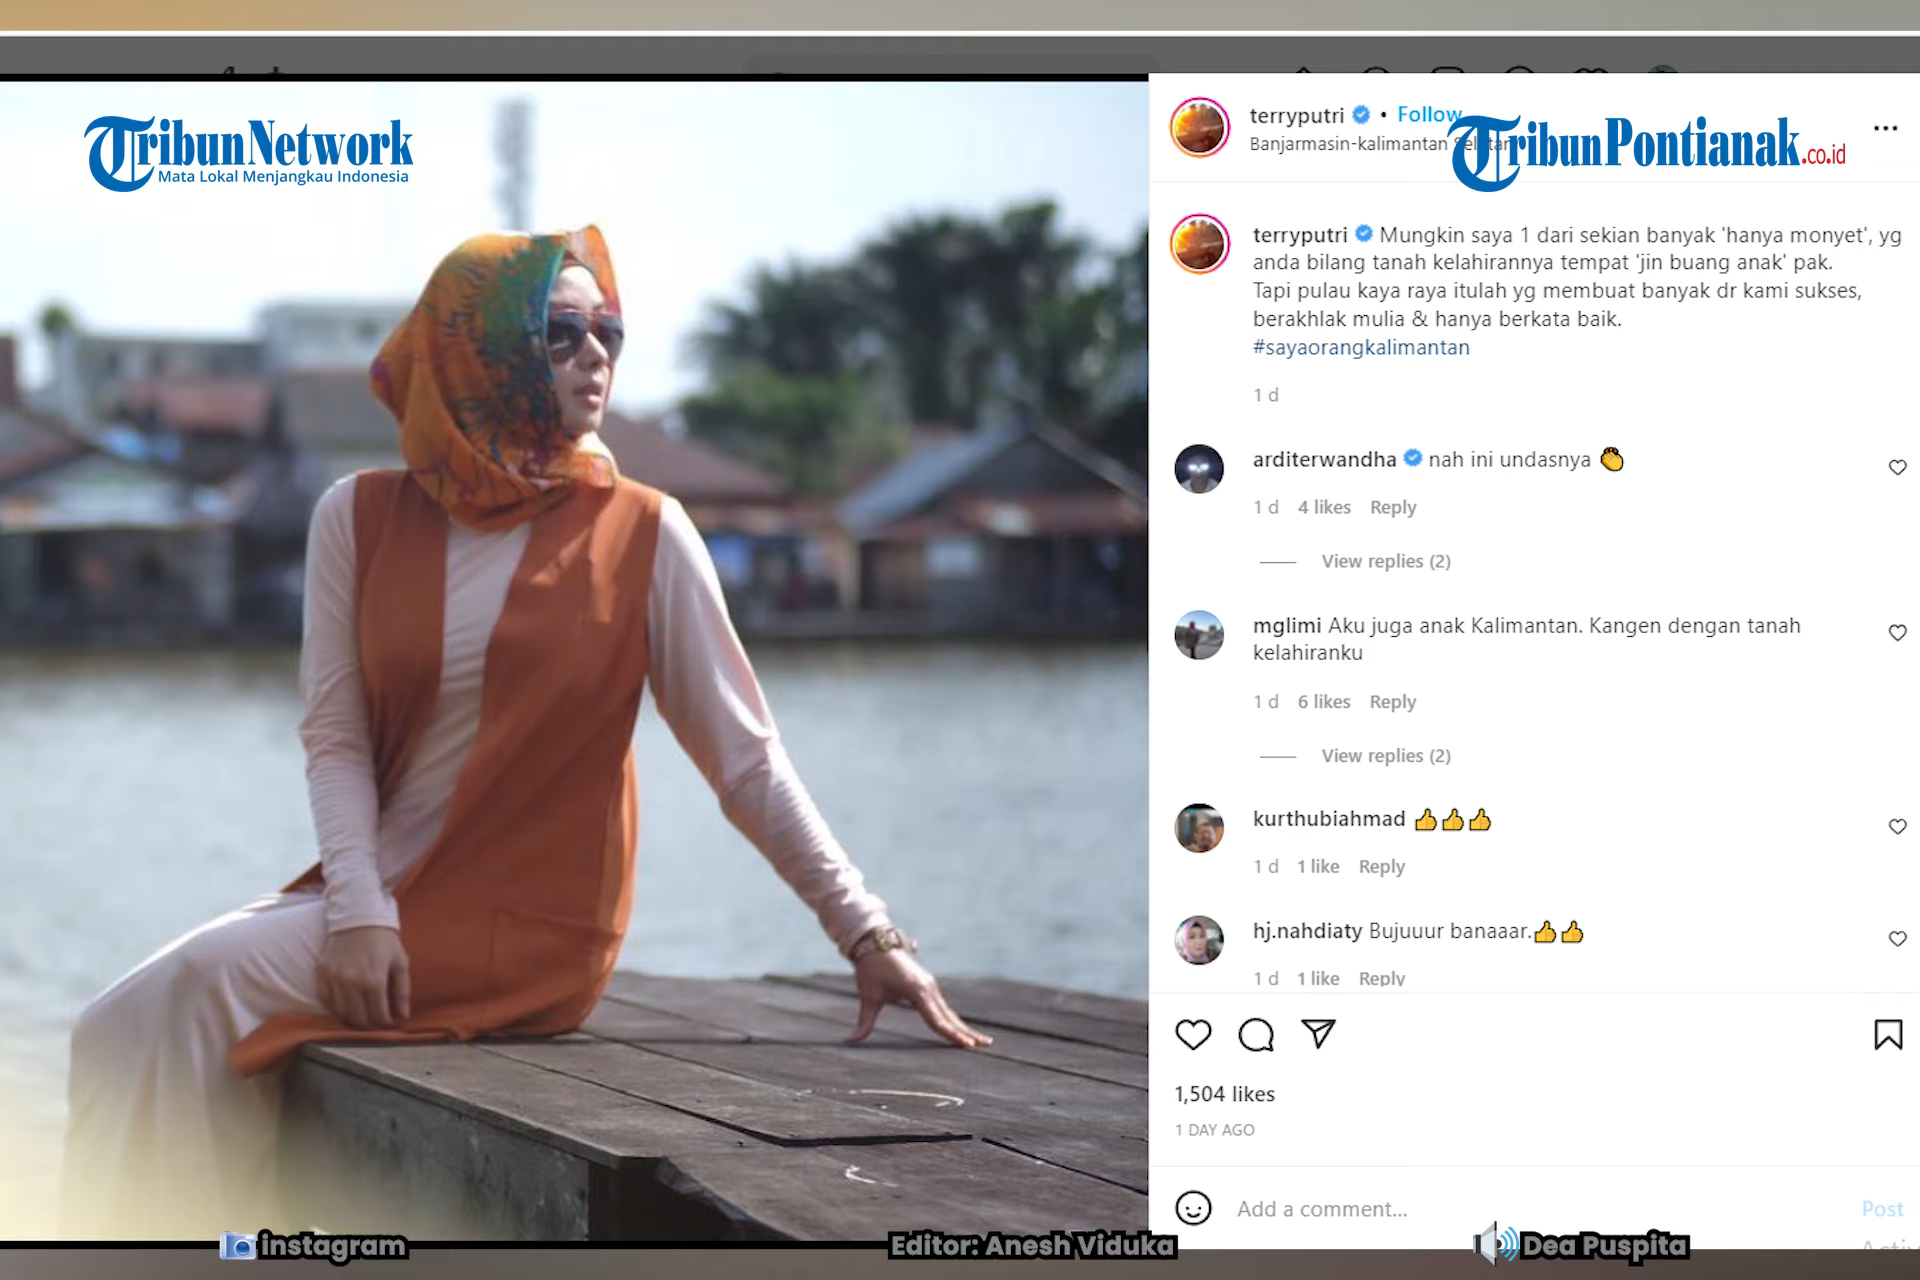 TribunNetwork
Mata Lokal Menjangkau Indonesia
terryputri • Follow
Banjarmasin-kalimantan Selatan
TribunPontianak.co.id
terryputri Mungkin saya 1 dari sekian banyak 'hanya monyet', yg
anda bilang tanah kelahirannya tempat 'jin buang anak' pak.
Tapi pulau kaya raya itulah yg membuat banyak dr kami sukses,
berakhlak mulia & hanya berkata baik.
#sayaorangkalimantan
1 d
arditerwandha nah ini undasnya 👏
1 d 4 likes Reply
View replies (2)
mglimi Aku juga anak Kalimantan. Kangen dengan tanah
kelahiranku
1 d 6 likes Reply
View replies (2)
kurthubiahmad 👍👍👍
1 d 1 like Reply
hj.nahdiaty Bujuuur banaaar.👍👍
1 d 1 like Reply
1,504 likes
1 DAY AGO
Add a comment...
Post
instagram
Editor: Anesh Viduka
Dea Puspita